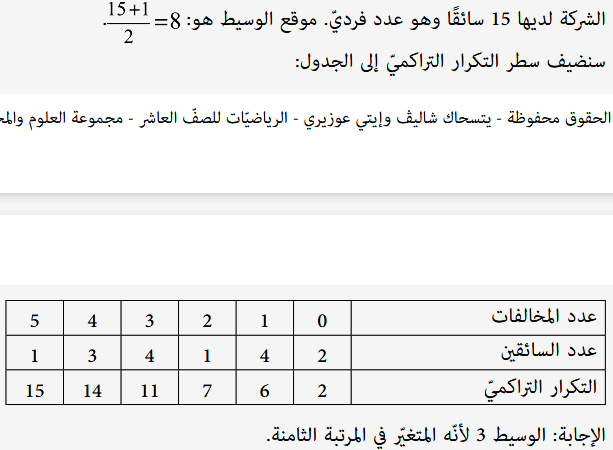 الشركة لديها 15 سائقًا وهو عدد فرديّ. موقع الوسيط هو: 8=\frac{15+1}{2}.
سنضيف سطر التكرار التراكميّ إلى الجدول:
الحقوق محفوظة - يتسحاك شاليڤ وإيتي عوزيري - الرياضيّات للصفّ العاشر - مجموعة العلوم
عدد المخالفات 0 1 2 3 4 5
عدد السائقين 2 4 1 4 3 1
التكرار التراكميّ 2 6 7 11 14 15
الإجابة: الوسيط 3 لأنّه المتغيّر في المرتبة الثامنة.